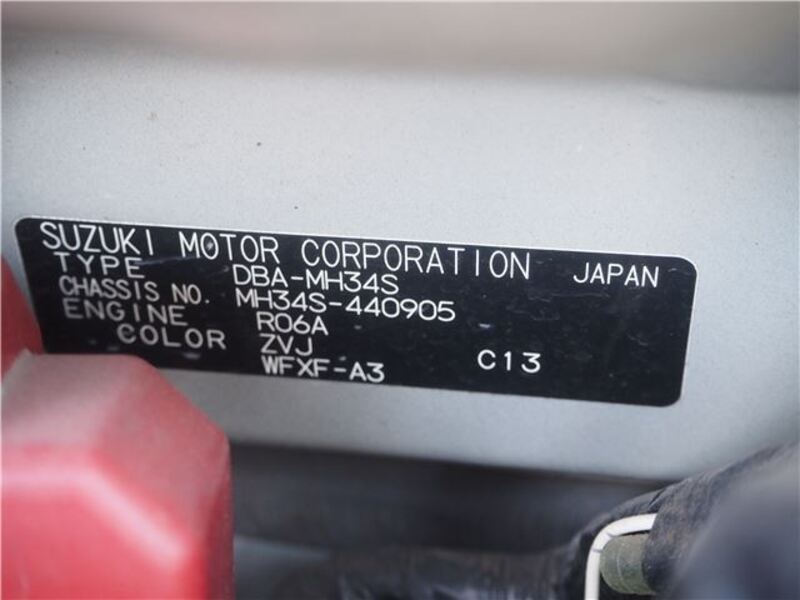 SUZUKI MOTOR CORPORATION JAPAN
TYPE DBA-MH34S
CHASSIS NO. MH34S-440905
ENGINE R06A
COLOR ZVJ
WFXF-A3 C13